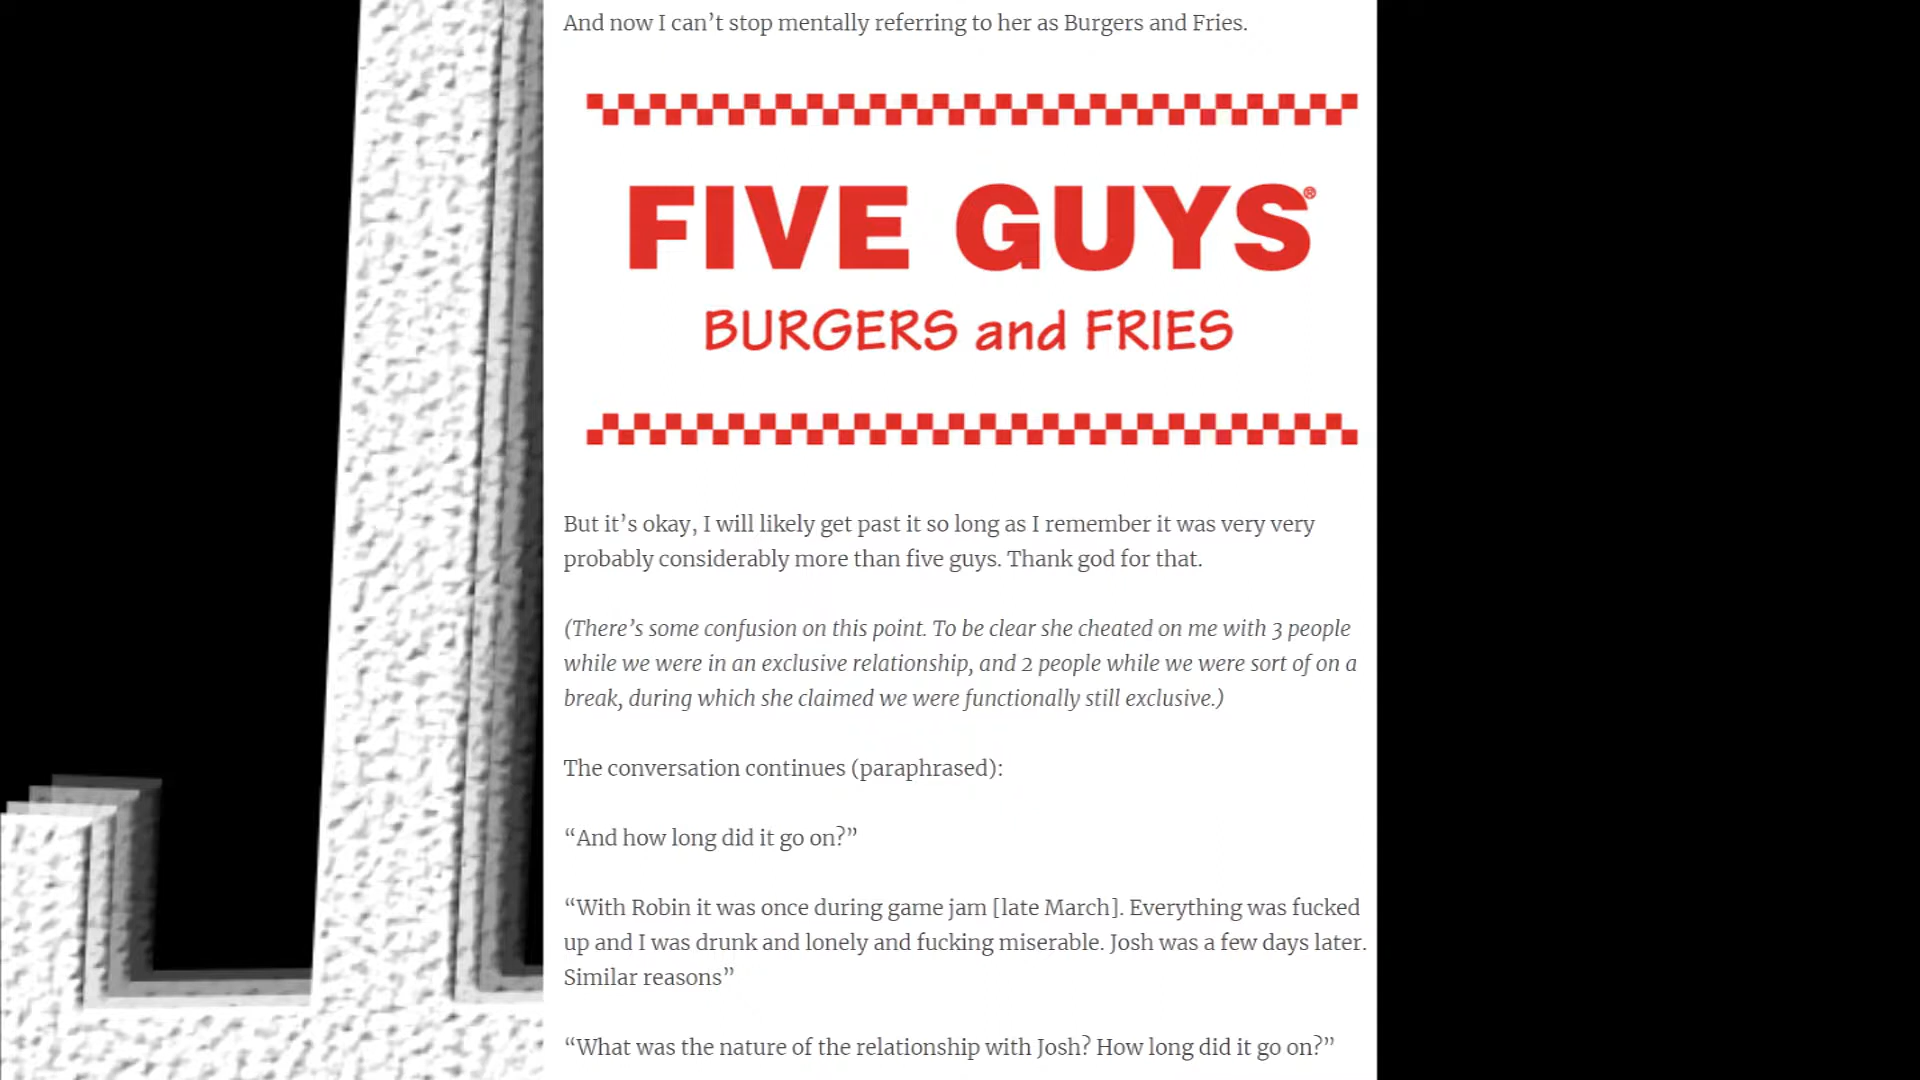 And now I can’t stop mentally referring to her as Burgers and Fries.
FIVE GUYS®
BURGERS and FRIES
But it’s okay, I will likely get past it so long as I remember it was very very
probably considerably more than five guys. Thank god for that.
(There’s some confusion on this point. To be clear she cheated on me with 3 people
while we were in an exclusive relationship, and 2 people while we were sort of on a
break, during which she claimed we were functionally still exclusive.)
The conversation continues (paraphrased):
“And how long did it go on?”
“With Robin it was once during game jam [late March]. Everything was fucked
up and I was drunk and lonely and fucking miserable. Josh was a few days later.
Similar reasons”
“What was the nature of the relationship with Josh? How long did it go on?”